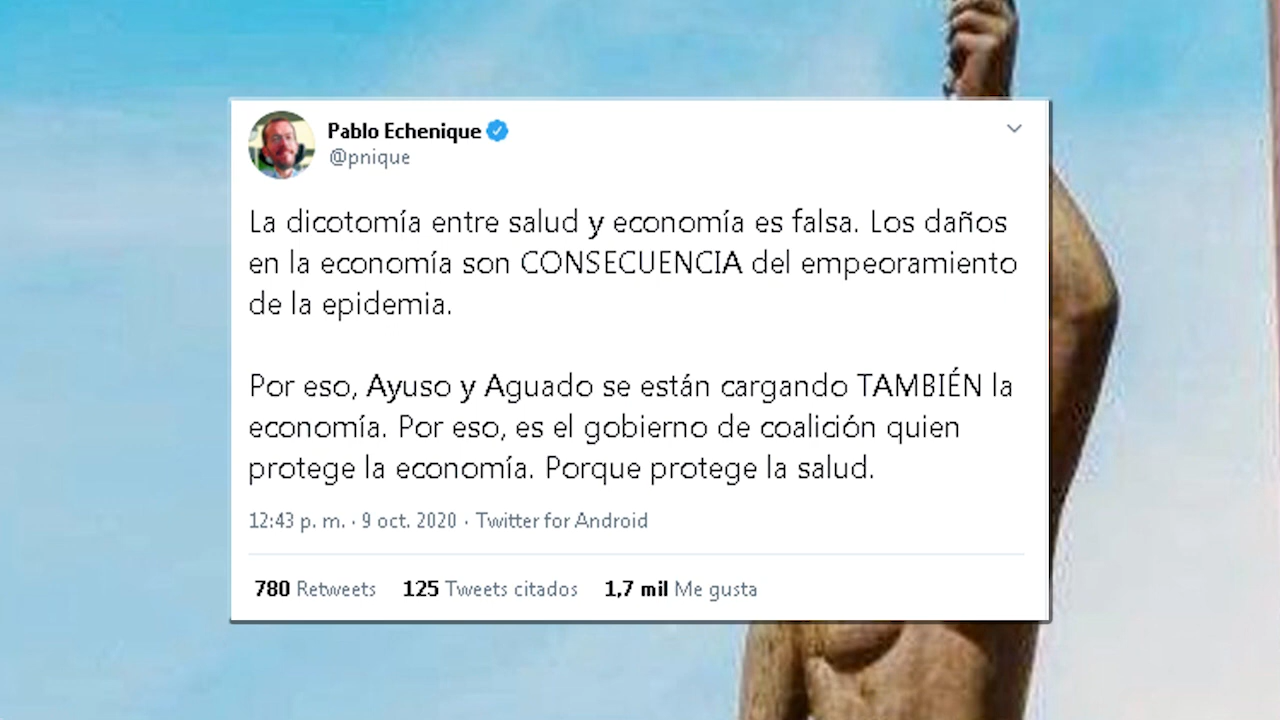 Pablo Echenique
@pnique
La dicotomía entre salud y economía es falsa. Los daños
en la economía son CONSECUENCIA del empeoramiento
de la epidemia.
Por eso, Ayuso y Aguado se están cargando TAMBIÉN la
economía. Por eso, es el gobierno de coalición quien
protege la economía. Porque protege la salud.
12:43 p. m. · 9 oct. 2020 · Twitter for Android
780 Retweets 125 Tweets citados 1,7 mil Me gusta